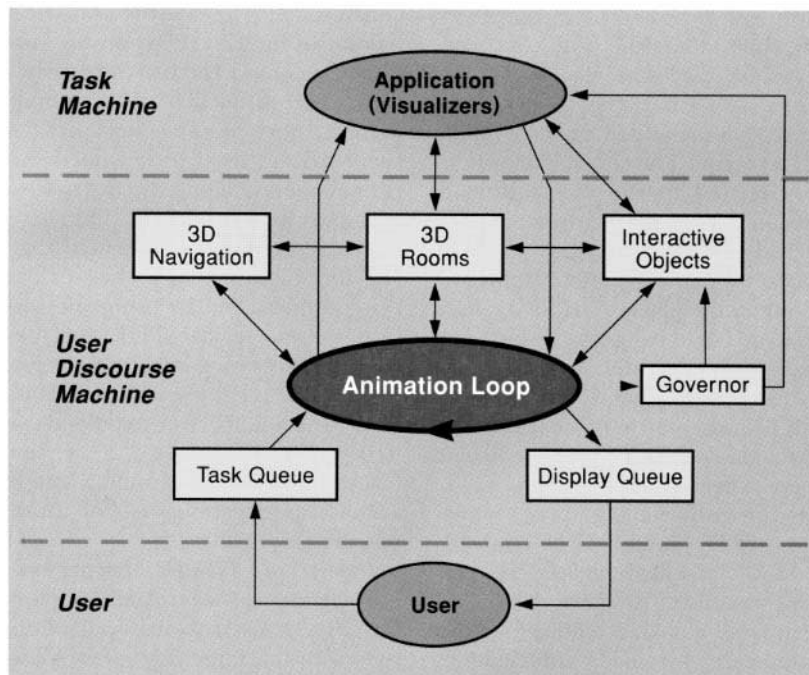 Task
Machine
Application
(Visualizers)
3D
Navigation
3D
Rooms
Interactive
Objects
User
Discourse
Machine
Animation Loop
Governor
Task Queue
Display Queue
User
User